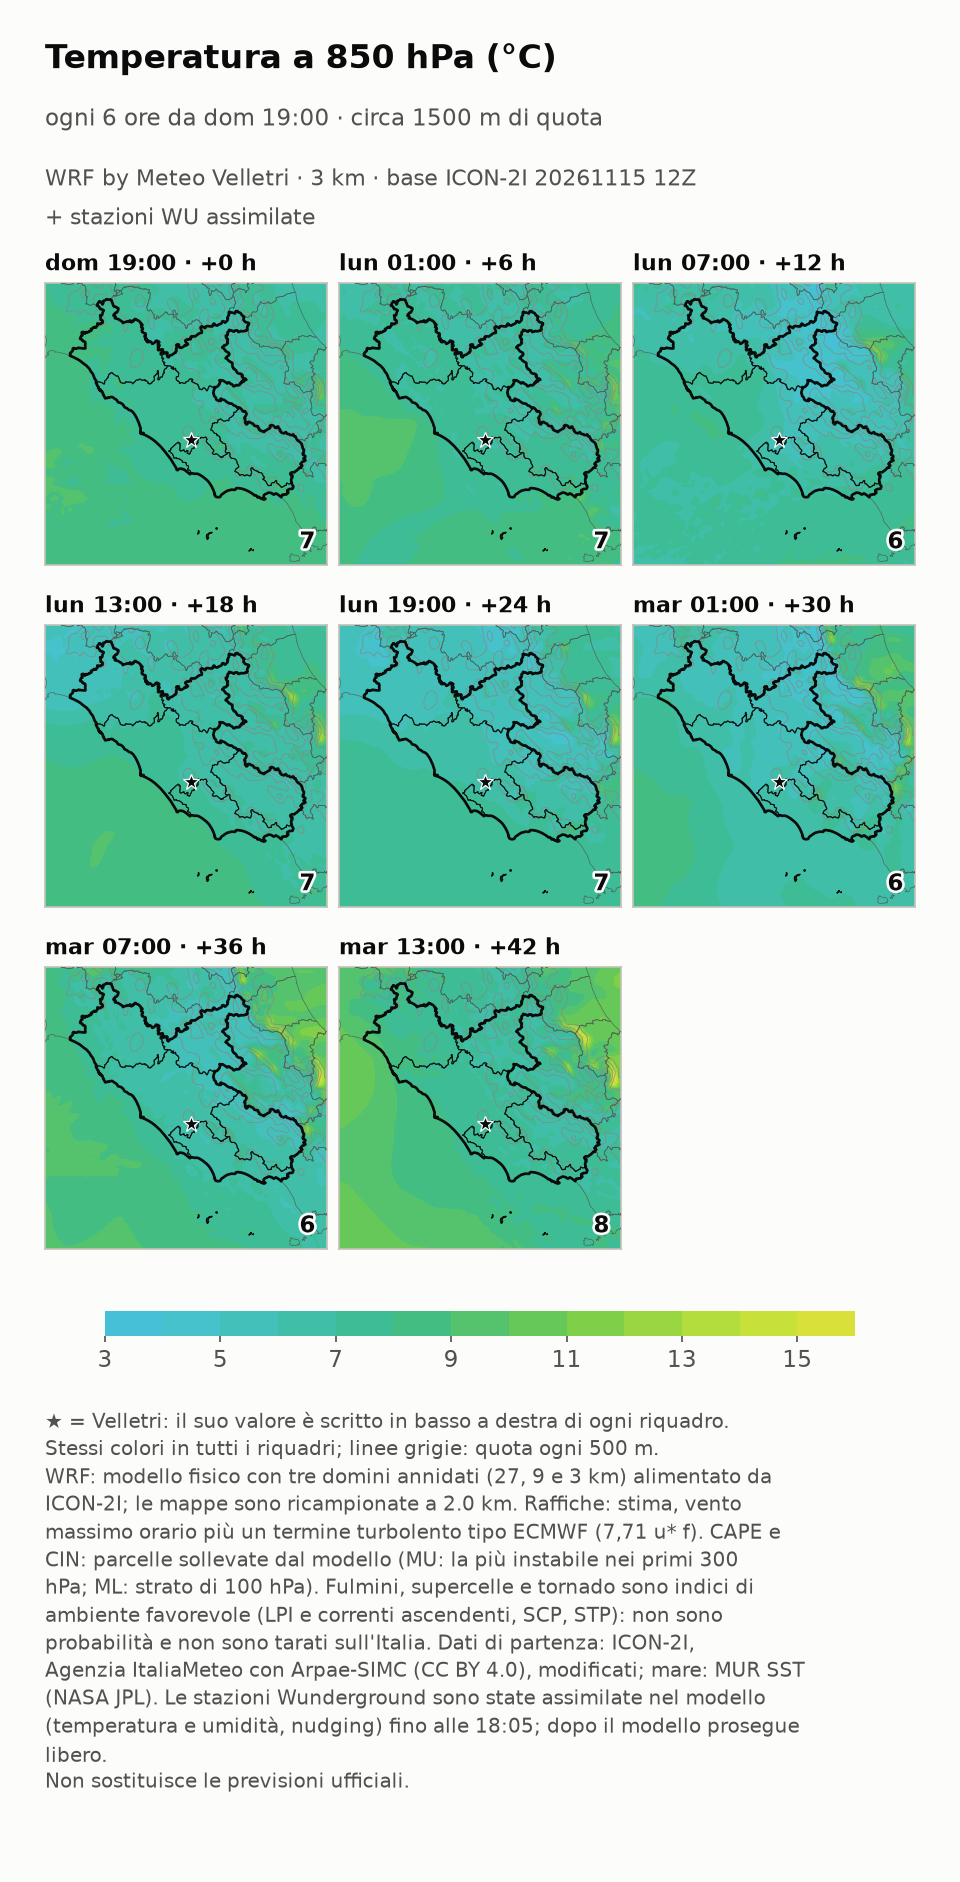 Temperatura a 850 hPa (°C)
ogni 6 ore da dom 19:00 · circa 1500 m di quota
WRF by Meteo Velletri · 3 km · base ICON-2I 20261115 12Z
+ stazioni WU assimilate
dom 19:00 · +0 h
lun 01:00 · +6 h
lun 07:00 · +12 h
7
7
6
lun 13:00 · +18 h
lun 19:00 · +24 h
mar 01:00 · +30 h
7
7
6
mar 07:00 · +36 h
mar 13:00 · +42 h
6
8
3 5 7 9 11 13 15
★ = Velletri: il suo valore è scritto in basso a destra di ogni riquadro.
Stessi colori in tutti i riquadri; linee grigie: quota ogni 500 m.
WRF: modello fisico con tre domini annidati (27, 9 e 3 km) alimentato da
ICON-2I; le mappe sono ricampionate a 2.0 km. Raffiche: stima, vento
massimo orario più un termine turbolento tipo ECMWF (7,71 u* f). CAPE e
CIN: parcelle sollevate dal modello (MU: la più instabile nei primi 300
hPa; ML: strato di 100 hPa). Fulmini, supercelle e tornado sono indici di
ambiente favorevole (LPI e correnti ascendenti, SCP, STP): non sono
probabilità e non sono tarati sull'Italia. Dati di partenza: ICON-2I,
Agenzia ItaliaMeteo con Arpae-SIMC (CC BY 4.0), modificati; mare: MUR SST
(NASA JPL). Le stazioni Wunderground sono state assimilate nel modello
(temperatura e umidità, nudging) fino alle 18:05; dopo il modello prosegue
libero.
Non sostituisce le previsioni ufficiali.